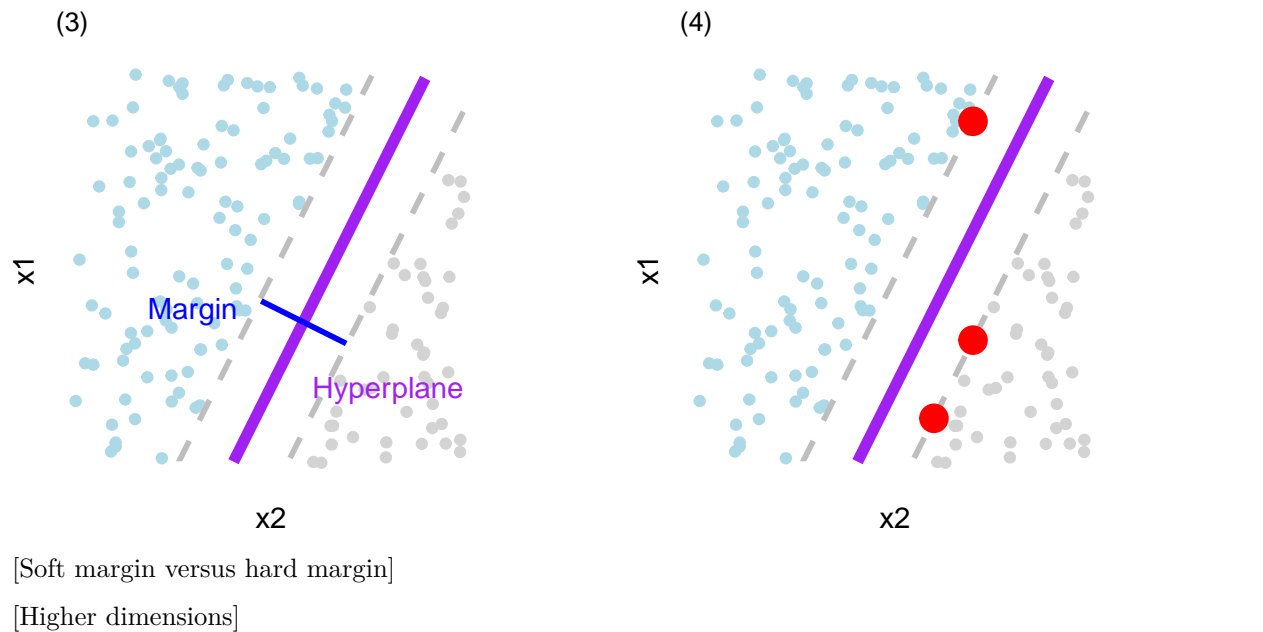 (3)
(4)
x1
Margin
Hyperplane
x2
x1
x2
[Soft margin versus hard margin]
[Higher dimensions]